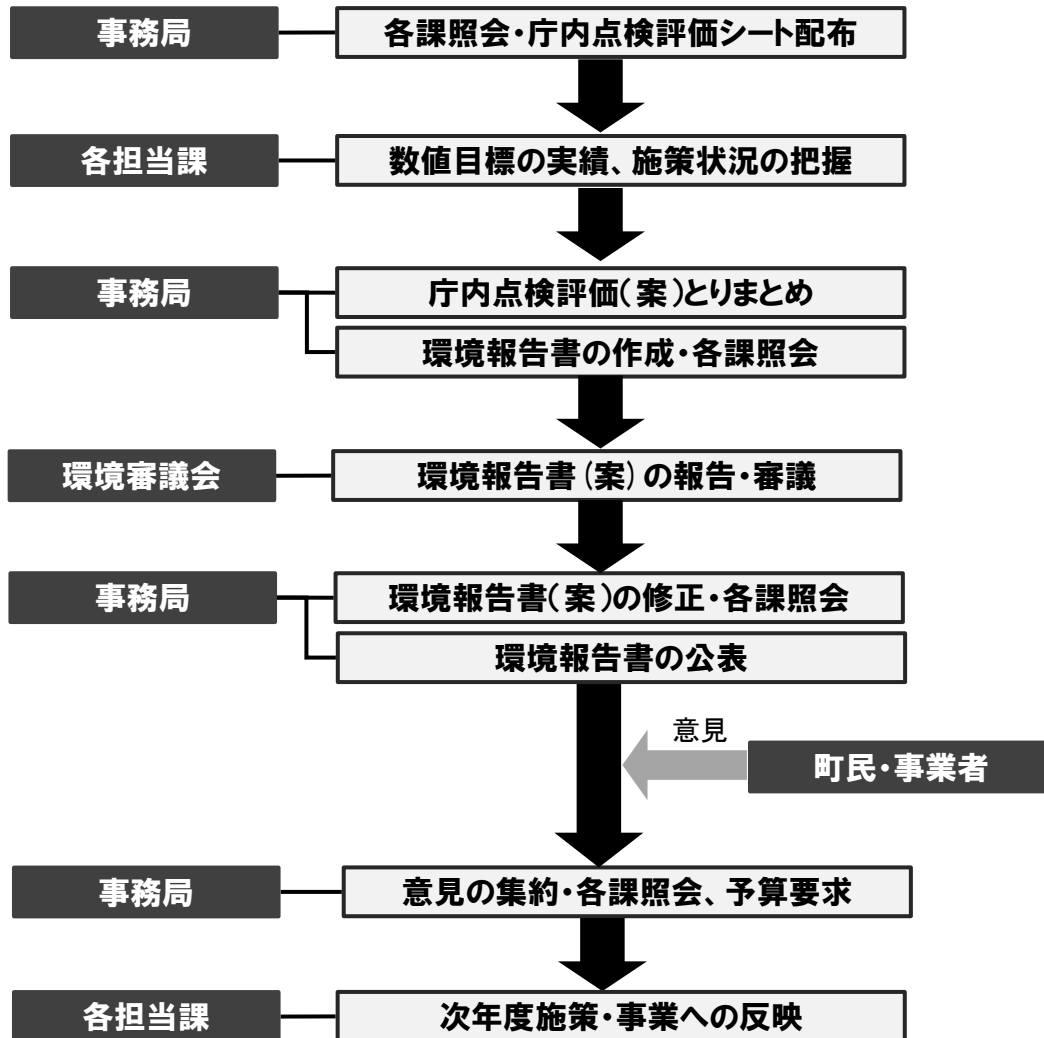 事務局
各課照会・庁内点検評価シート配布
各担当課
数値目標の実績、施策状況の把握
事務局
庁内点検評価(案)とりまとめ
環境報告書の作成・各課照会
環境審議会
環境報告書(案)の報告・審議
事務局
環境報告書(案)の修正・各課照会
環境報告書の公表
意見
町民・事業者
事務局
意見の集約・各課照会、予算要求
各担当課
次年度施策・事業への反映